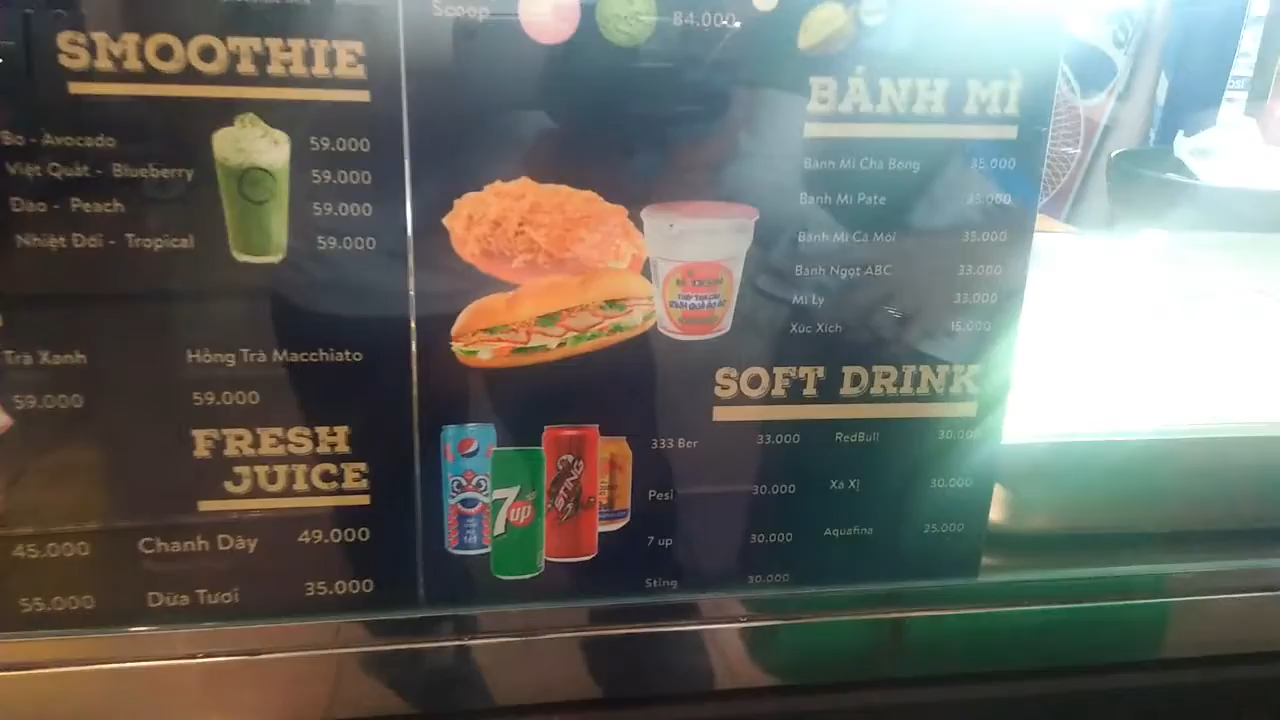 Scoop 84.000
SMOOTHIE
Bơ - Avocado 59.000
Việt Quất - Blueberry 59.000
Đào - Peach 59.000
Nhiệt Đới - Tropical 59.000
Trà Xanh Hồng Trà Macchiato
59.000 59.000
FRESH
JUICE
45.000 Chanh Dây 49.000
55.000 Dừa Tươi 35.000
BÁNH MÌ
Bánh Mì Chà Bông 35.000
Bánh Mì Pate 33.000
Bánh Mì Cá Mòi 35.000
Bánh Ngọt ABC 33.000
Mì Ly 33.000
Xúc Xích 15.000
SOFT DRINK
333 Ber 33.000 RedBull 30.000
Pesi 30.000 Xá Xị 30.000
7 up 30.000 Aquafina 25.000
Sting 30.000
7up
STING